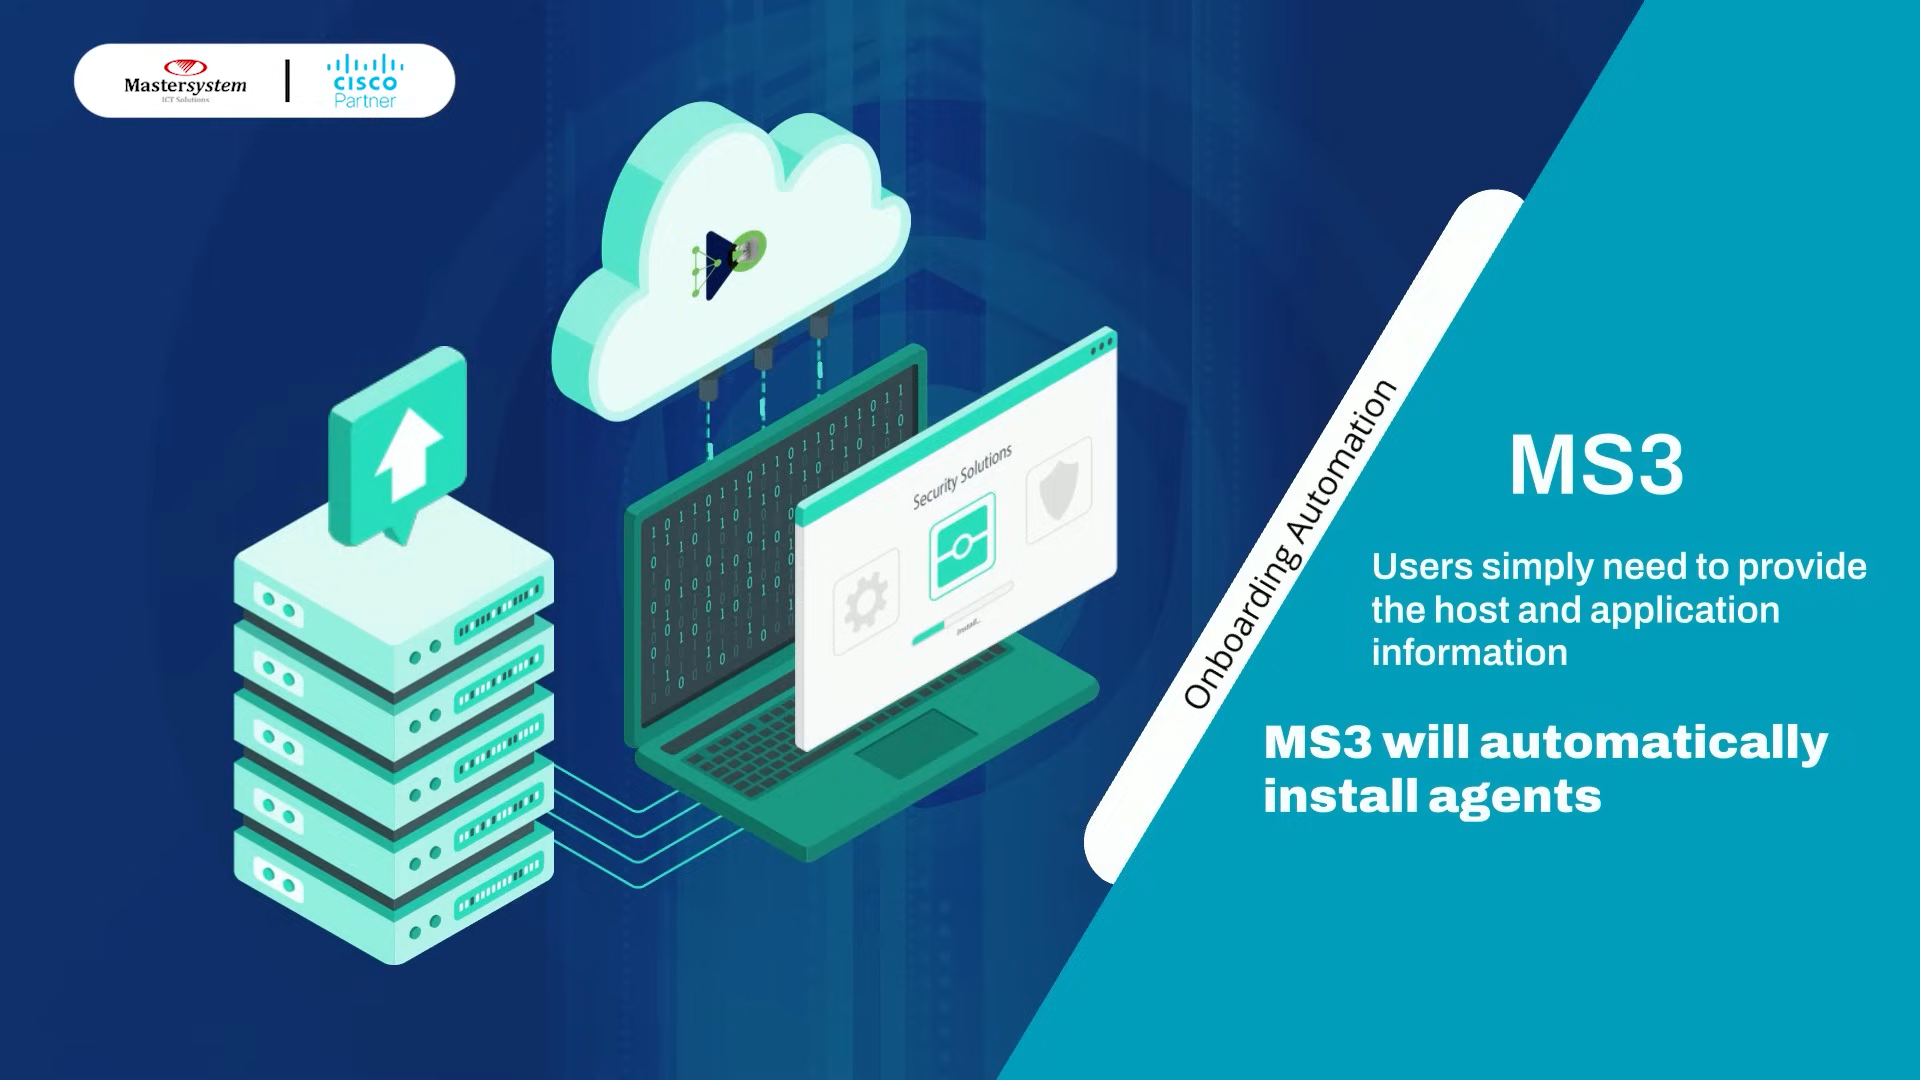 Mastersystem
ICT Solutions
CISCO
Partner
Security Solutions
Install...
Onboarding Automation
MS3
Users simply need to provide
the host and application
information
MS3 will automatically
install agents